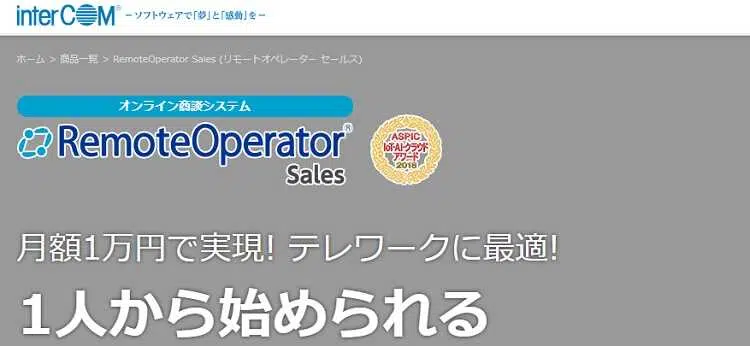 interCOM® −ソフトウェアで「夢」と「感動」を−
ホーム > 商品一覧 > RemoteOperator Sales (リモートオペレーター セールス)
オンライン商談システム
RemoteOperator®
Sales
ASPIC
IoT・AI・クラウド
アワード
2018
月額1万円で実現! テレワークに最適!
1人から始められる